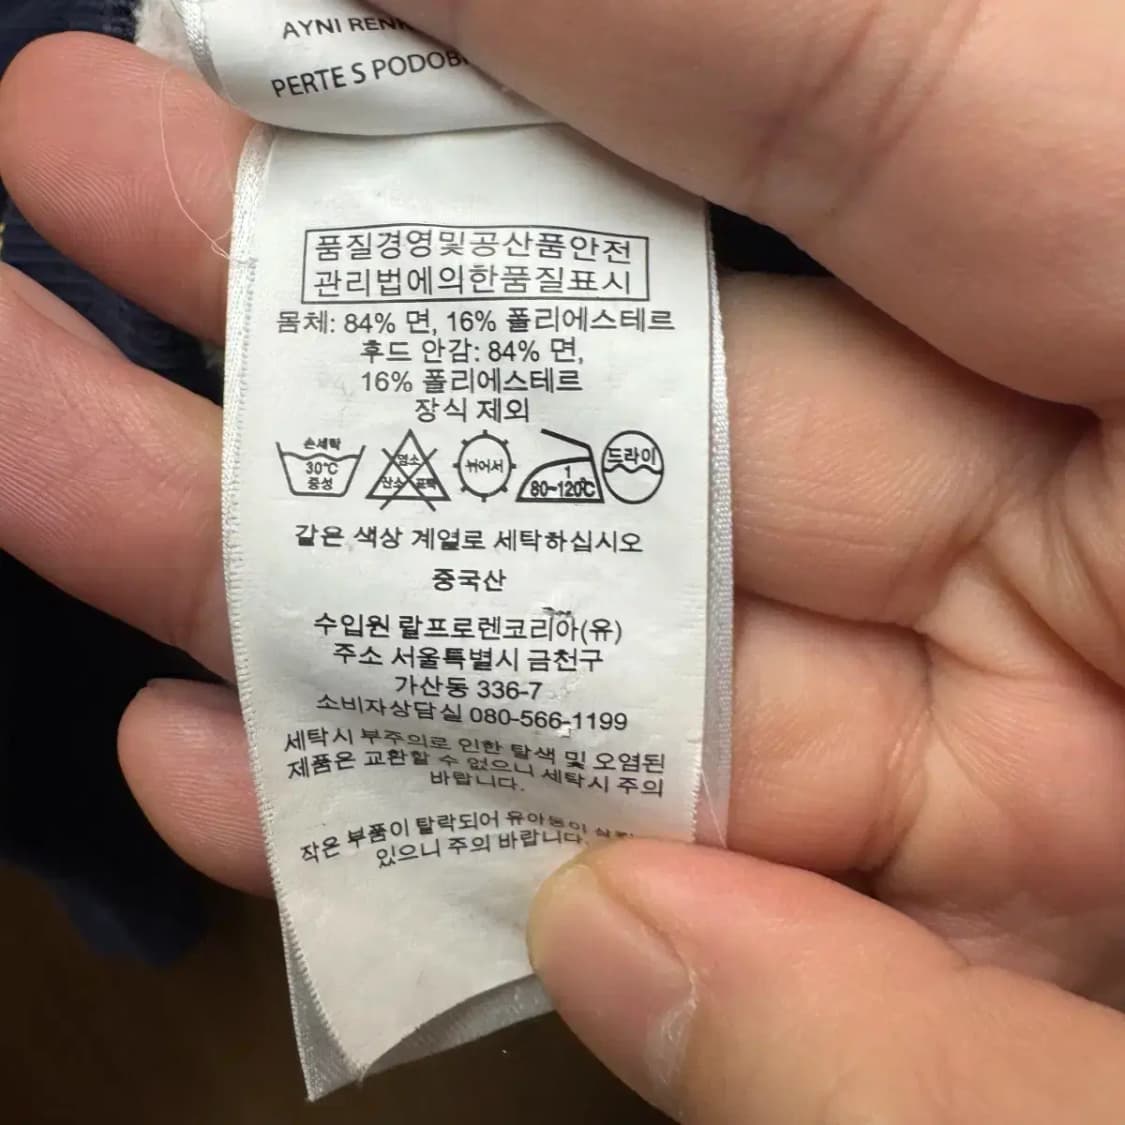 AYNI
PERTE S
품질경영및공산품안전
관리법에의한품질표시
몸체: 84% 면, 16% 폴리에스테르
후드 안감: 84% 면,
16% 폴리에스테르
장식 제외
손세탁
30℃
중성
염소
산소 표백
뉘어서
1
80~120℃
드라이
같은 색상 계열로 세탁하십시오
중국산
수입원 랄프로렌코리아(유)
주소 서울특별시 금천구
가산동 336-7
소비자상담실 080-566-1199
세탁시 부주의로 인한 탈색 및 오염된
제품은 교환할 수 없으니 세탁시 주의
바랍니다.
작은 부품이 탈락되어 유아동이
있으니 주의 바랍니다.